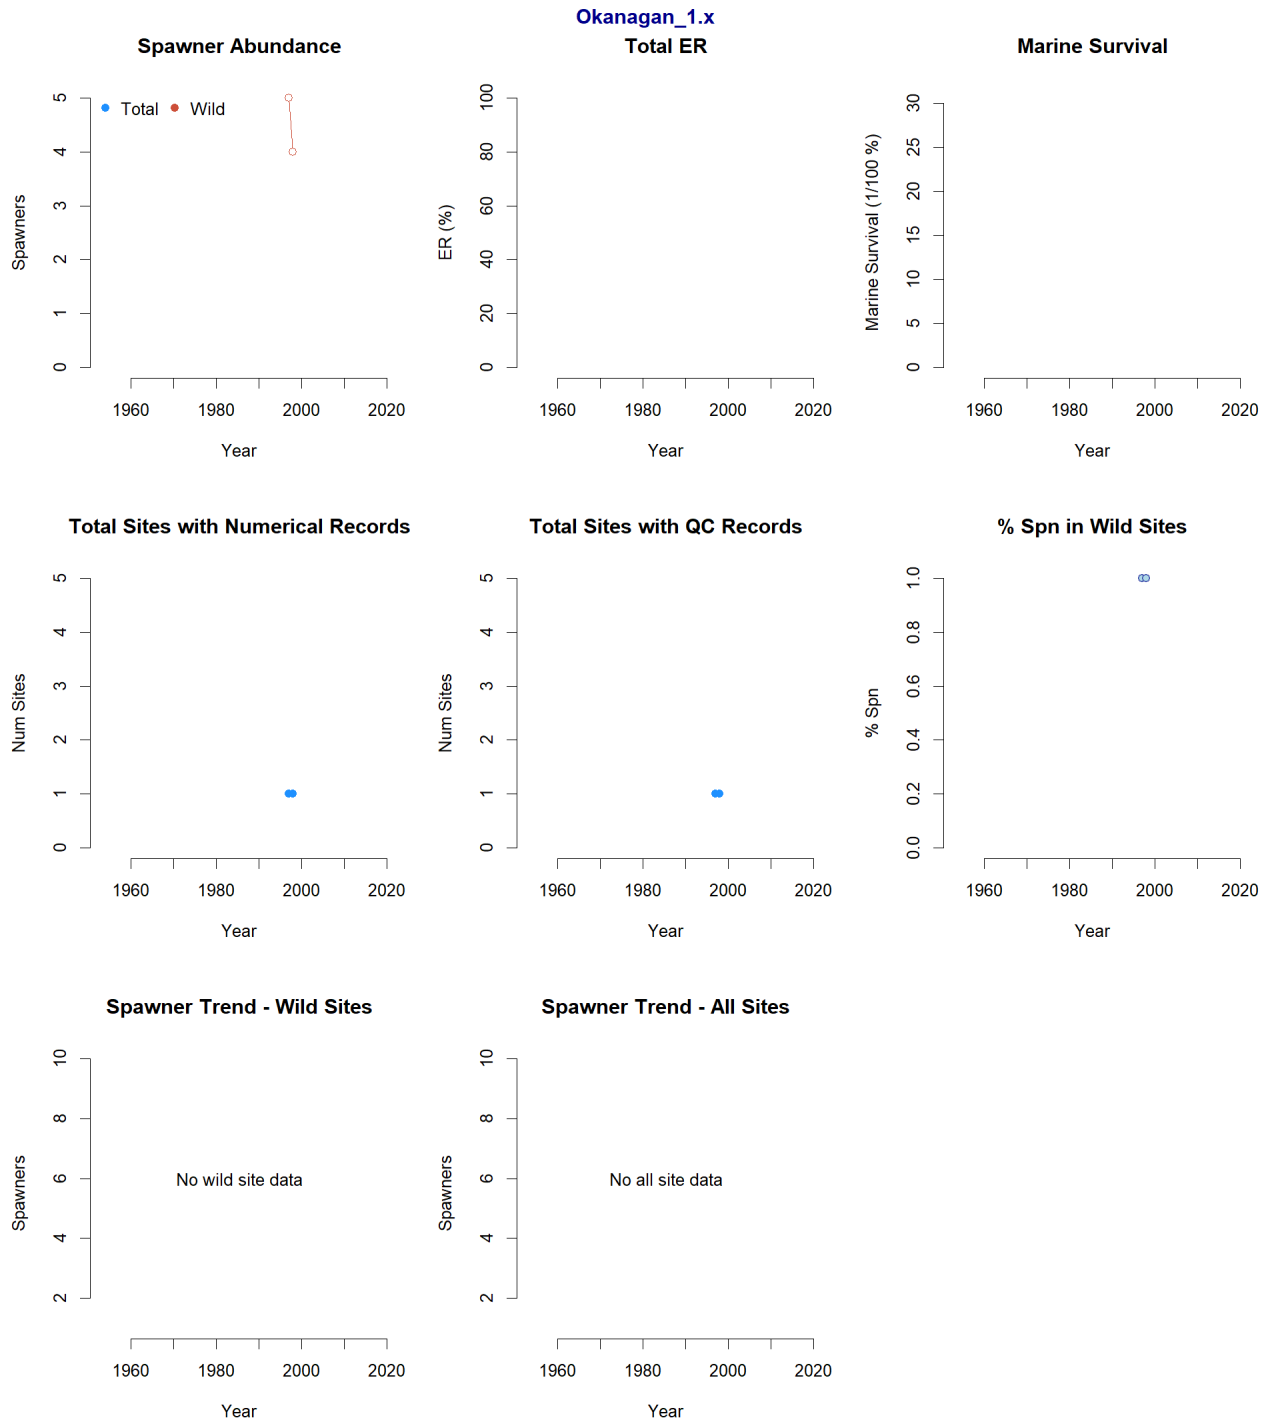 Okanagan_1.x
Spawner Abundance
Total ER
Marine Survival
Total
Wild
Spawners
0
1
2
3
4
5
1960
1980
2000
2020
Year
ER (%)
0
20
40
60
80
100
1960
1980
2000
2020
Year
Marine Survival (1/100 %)
0
5
10
15
20
25
30
1960
1980
2000
2020
Year
Total Sites with Numerical Records
Num Sites
0
1
2
3
4
5
1960
1980
2000
2020
Year
Total Sites with QC Records
Num Sites
0
1
2
3
4
5
1960
1980
2000
2020
Year
% Spn in Wild Sites
% Spn
0.0
0.2
0.4
0.6
0.8
1.0
1960
1980
2000
2020
Year
Spawner Trend - Wild Sites
Spawners
2
4
6
8
10
No wild site data
1960
1980
2000
2020
Year
Spawner Trend - All Sites
Spawners
2
4
6
8
10
No all site data
1960
1980
2000
2020
Year